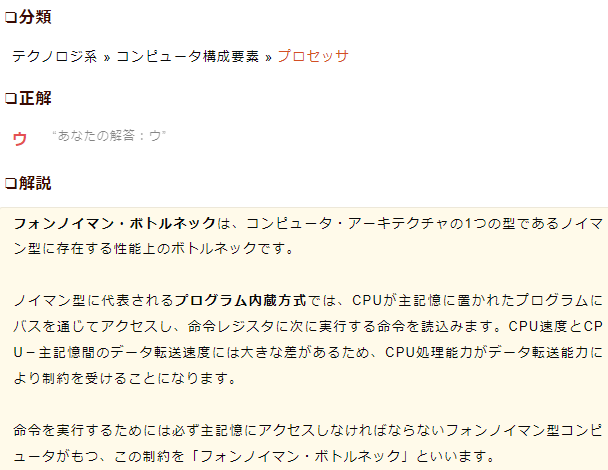 ❏分類
テクノロジ系 » コンピュータ構成要素 » プロセッサ
❏正解
ウ “あなたの解答：ウ”
❏解説
フォンノイマン・ボトルネックは、コンピュータ・アーキテクチャの1つの型であるノイマ
ン型に存在する性能上のボトルネックです。
ノイマン型に代表されるプログラム内蔵方式では、CPUが主記憶に置かれたプログラムに
バスを通じてアクセスし、命令レジスタに次に実行する命令を読込みます。CPU速度とCP
U－主記憶間のデータ転送速度には大きな差があるため、CPU処理能力がデータ転送能力に
より制約を受けることになります。
命令を実行するためには必ず主記憶にアクセスしなければならないフォンノイマン型コンピ
ュータがもつ、この制約を「フォンノイマン・ボトルネック」といいます。